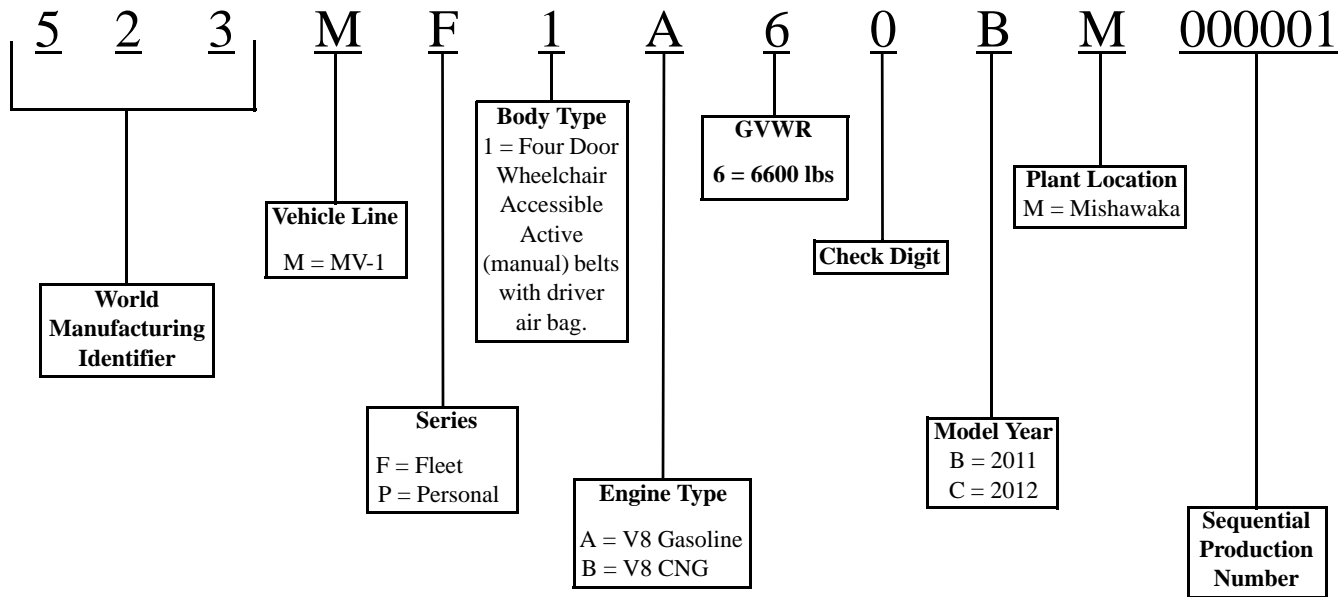 5 2 3 M F 1 A 6 0 B M 000001
World
Manufacturing
Identifier
Vehicle Line
M = MV-1
Series
F = Fleet
P = Personal
Body Type
1 = Four Door
Wheelchair
Accessible
Active
(manual) belts
with driver
air bag.
Engine Type
A = V8 Gasoline
B = V8 CNG
GVWR
6 = 6600 lbs
Check Digit
Model Year
B = 2011
C = 2012
Plant Location
M = Mishawaka
Sequential
Production
Number